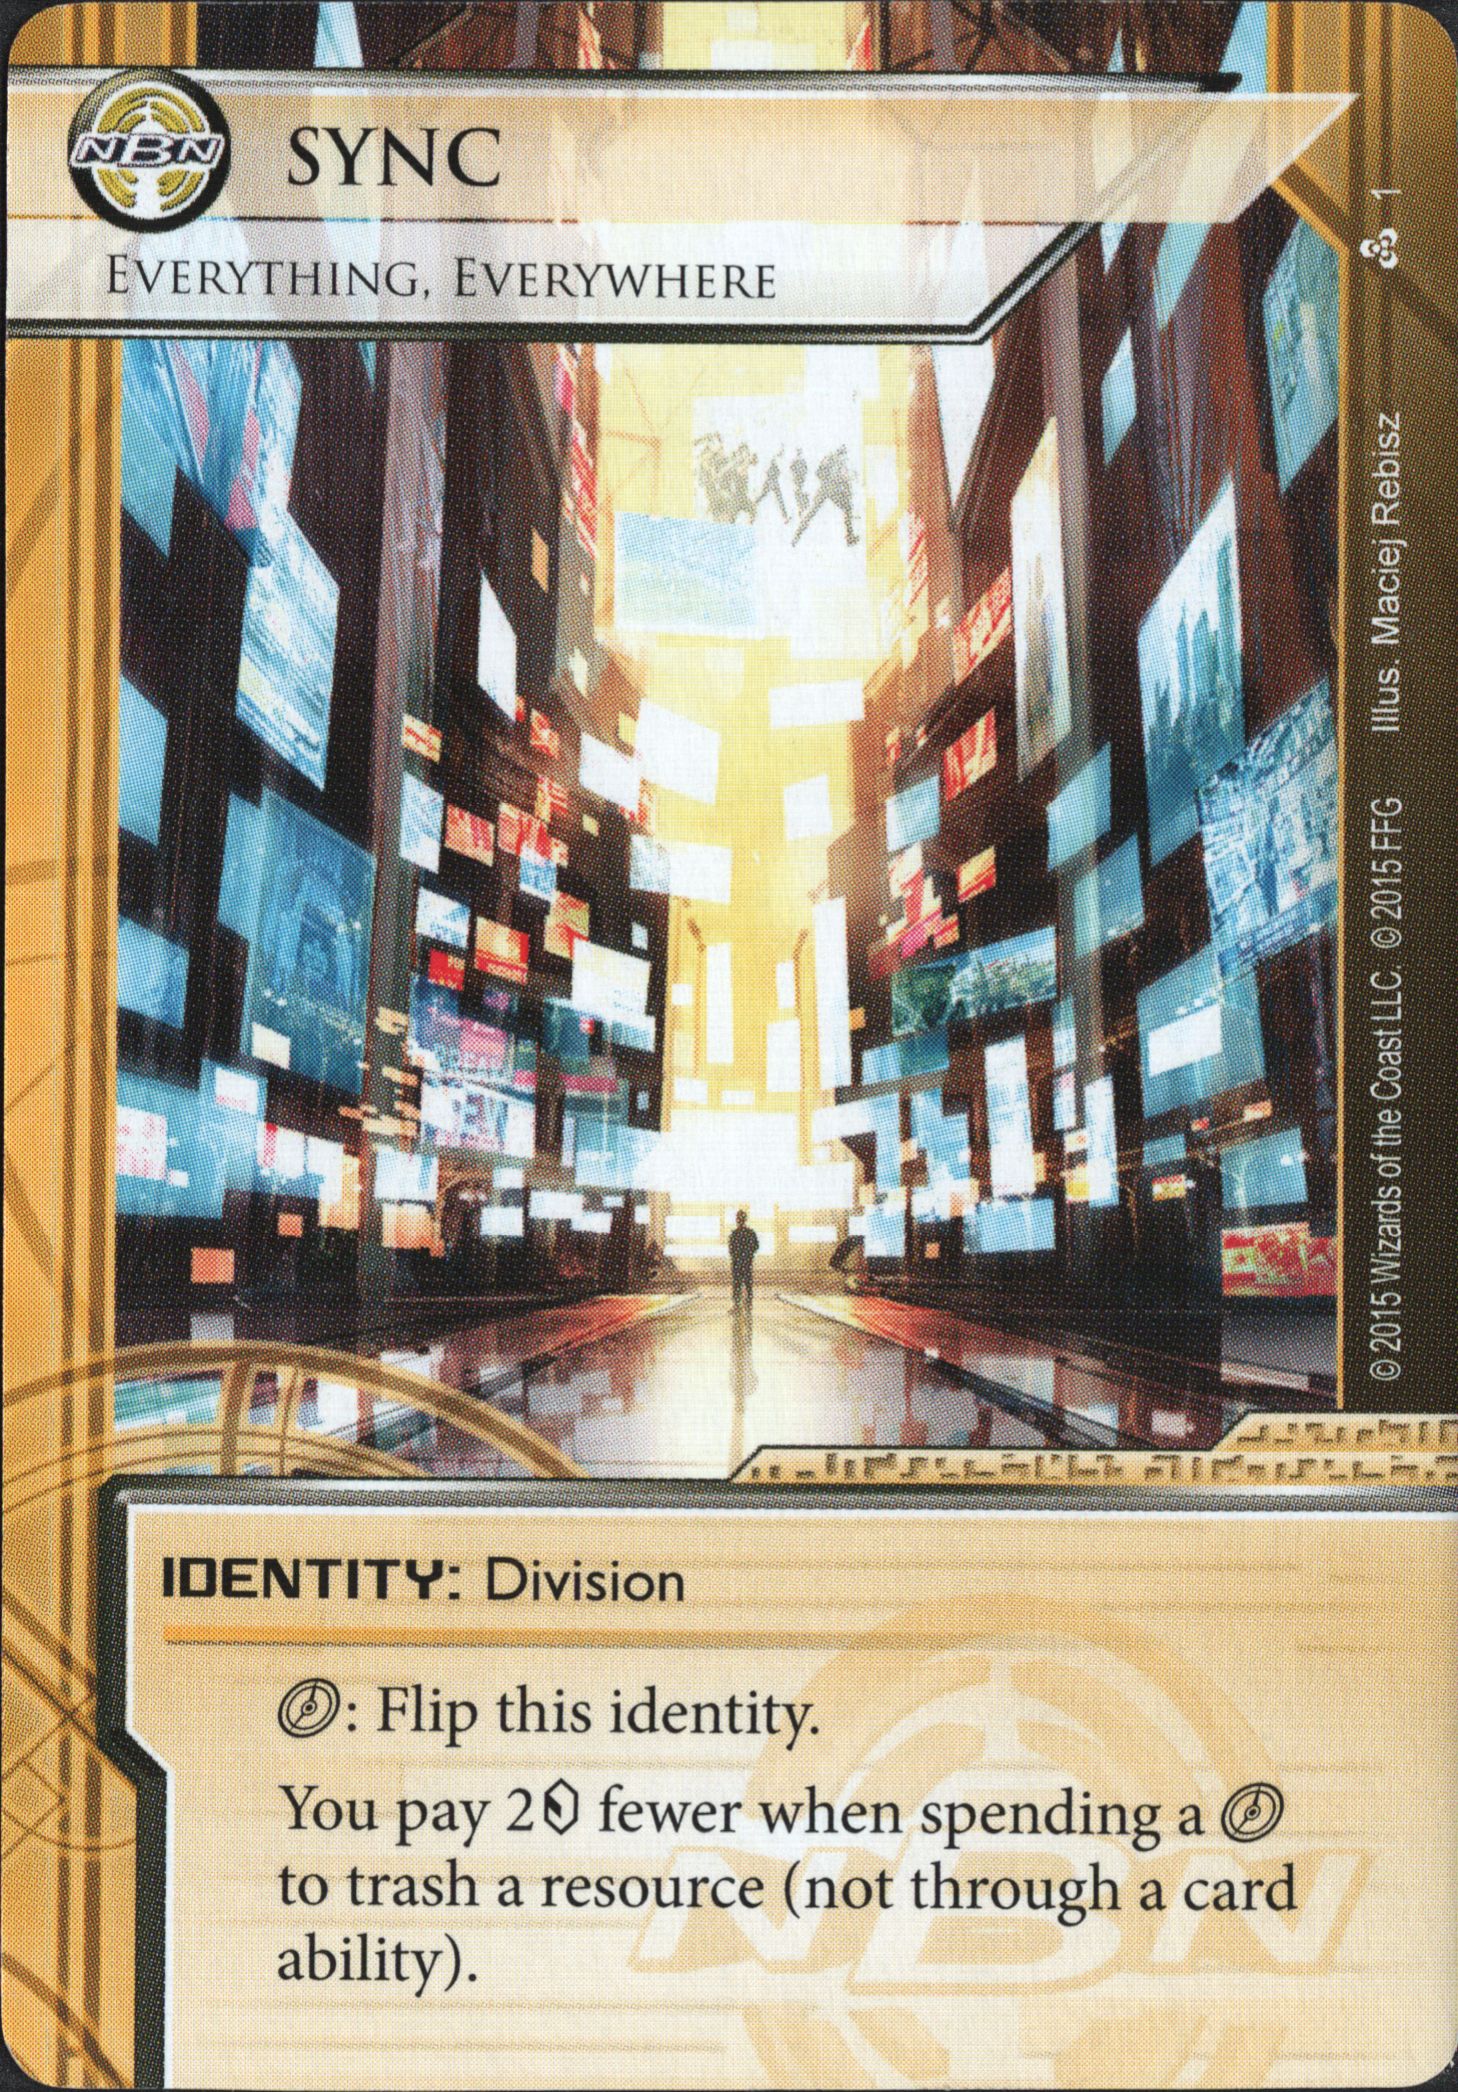 NBN
SYNC
EVERYTHING, EVERYWHERE
1
Illus. Maciej Rebisz
© 2015 Wizards of the Coast LLC. © 2015 FFG
IDENTITY: Division
: Flip this identity.
You pay 2 fewer when spending a
to trash a resource (not through a card
ability).
NBN